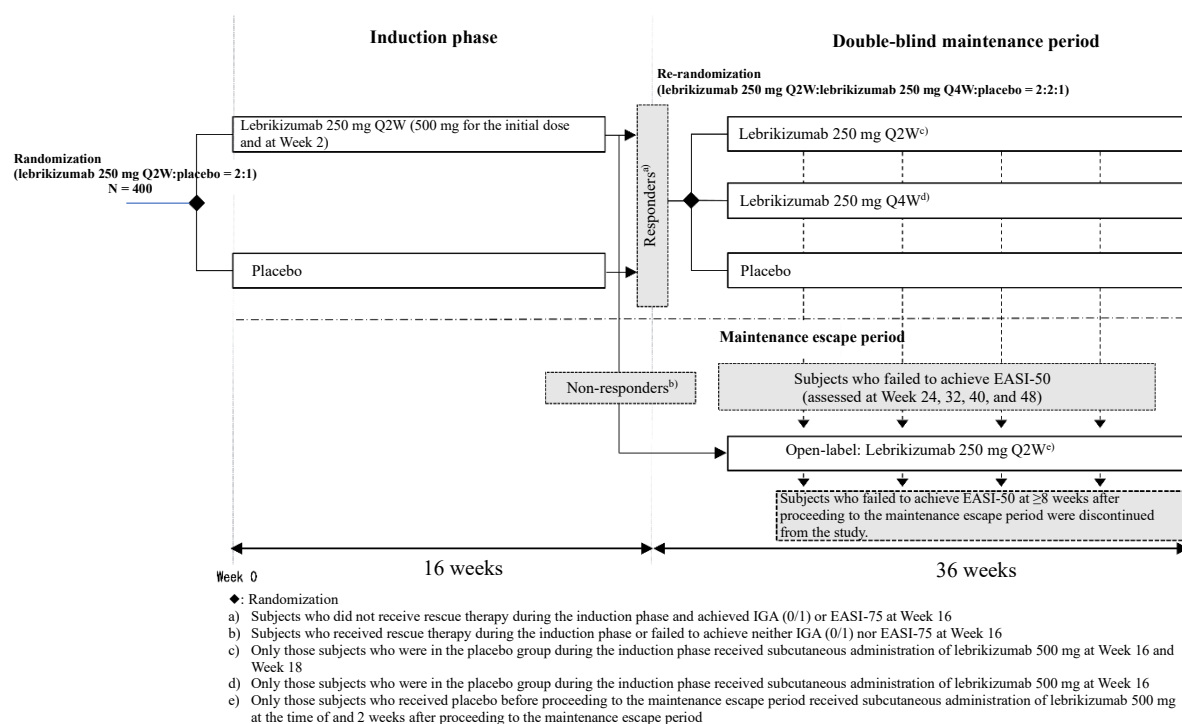 Induction phase
Double-blind maintenance period
Re-randomization
(lebrikizumab 250 mg Q2W:lebrikizumab 250 mg Q4W:placebo = 2:2:1)
Randomization
(lebrikizumab 250 mg Q2W:placebo = 2:1)
N = 400
Lebrikizumab 250 mg Q2W (500 mg for the initial dose
and at Week 2)
Placebo
Responders a)
Lebrikizumab 250 mg Q2W c)
Lebrikizumab 250 mg Q4W d)
Placebo
Maintenance escape period
Non-responders b)
Subjects who failed to achieve EASI-50
(assessed at Week 24, 32, 40, and 48)
Open-label: Lebrikizumab 250 mg Q2W e)
Subjects who failed to achieve EASI-50 at ≥8 weeks after
proceeding to the maintenance escape period were discontinued
from the study.
Week 0
16 weeks
36 weeks
◆: Randomization
a) Subjects who did not receive rescue therapy during the induction phase and achieved IGA (0/1) or EASI-75 at Week 16
b) Subjects who received rescue therapy during the induction phase or failed to achieve neither IGA (0/1) nor EASI-75 at Week 16
c) Only those subjects who were in the placebo group during the induction phase received subcutaneous administration of lebrikizumab 500 mg at Week 16 and
Week 18
d) Only those subjects who were in the placebo group during the induction phase received subcutaneous administration of lebrikizumab 500 mg at Week 16
e) Only those subjects who received placebo before proceeding to the maintenance escape period received subcutaneous administration of lebrikizumab 500 mg
at the time of and 2 weeks after proceeding to the maintenance escape period